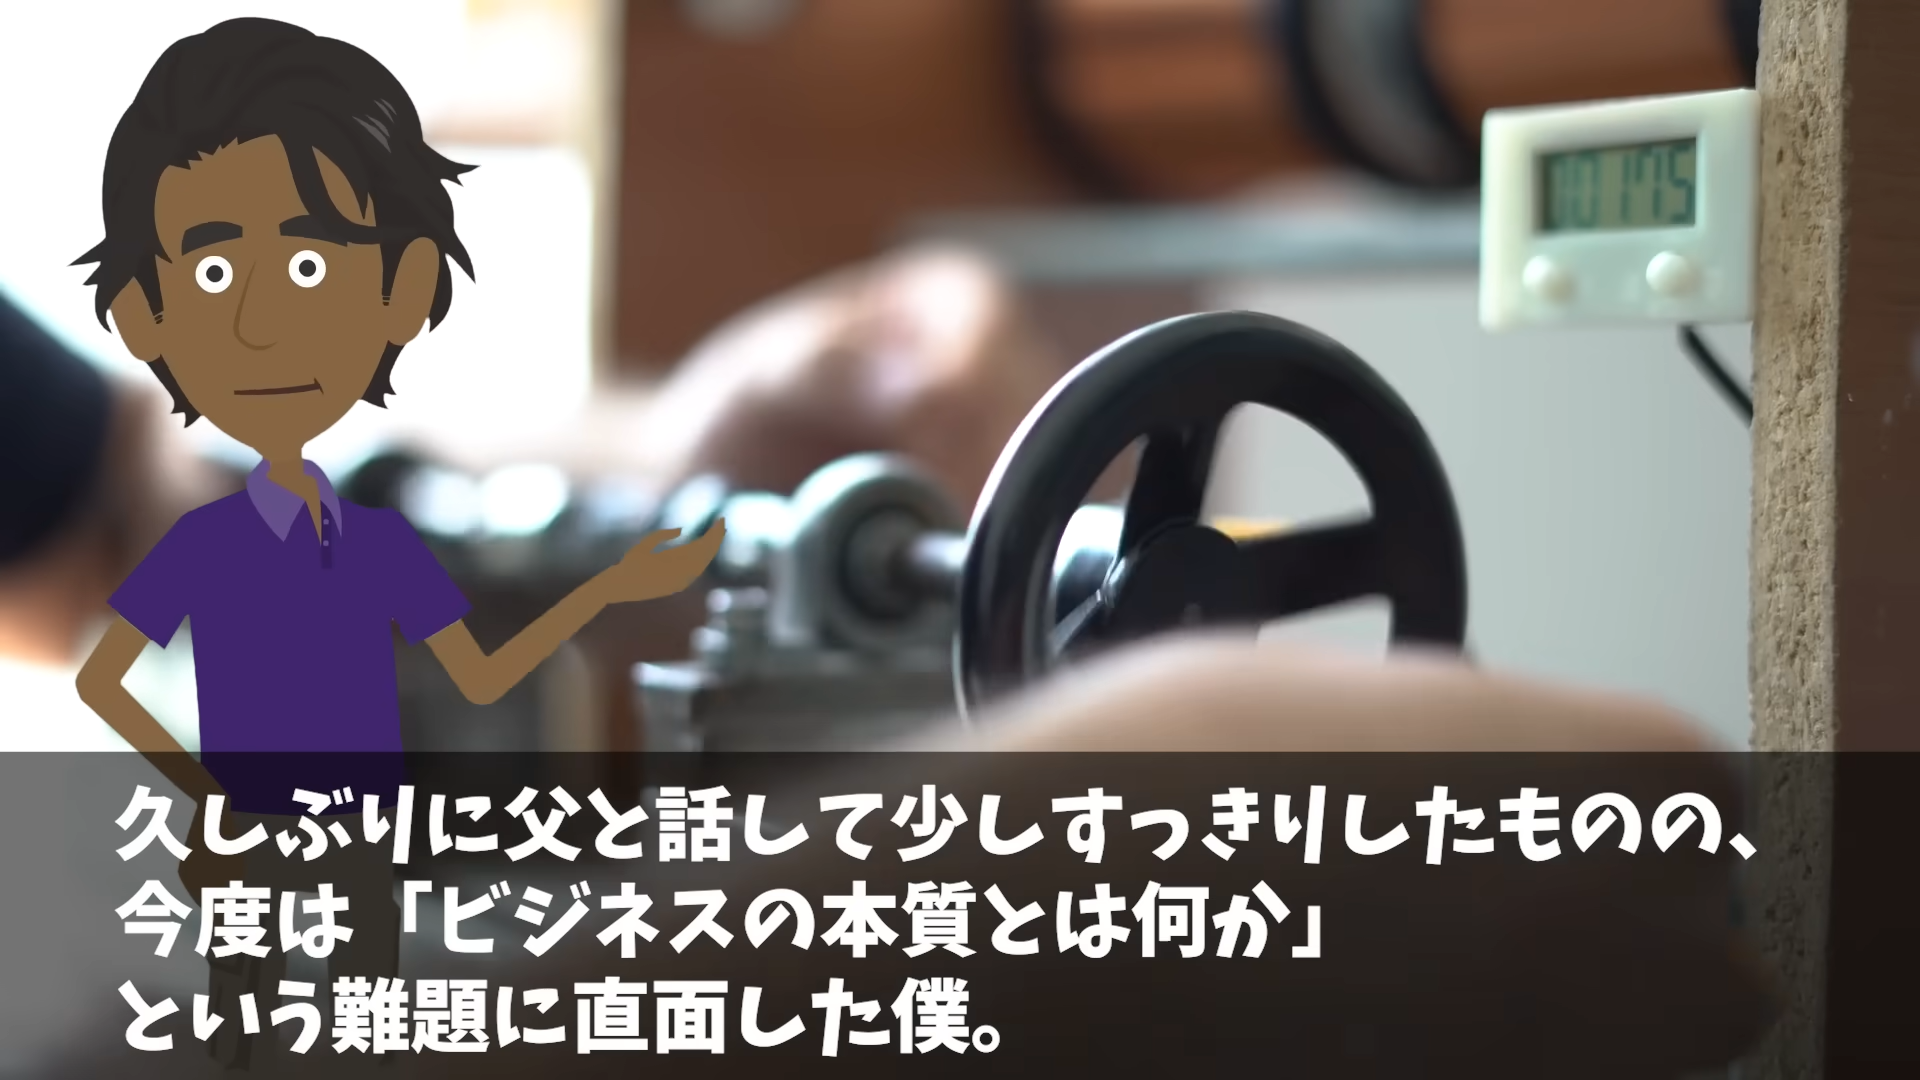 久しぶりに父と話して少しすっきりしたものの、
今度は「ビジネスの本質とは何か」
という難題に直面した僕。